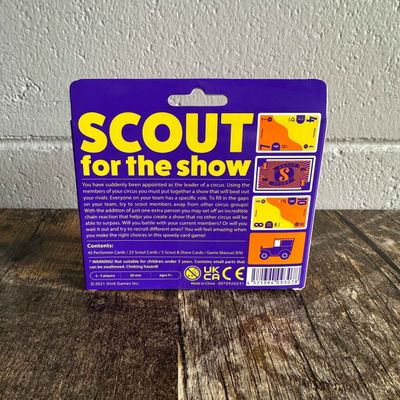 SCOUT
for the show
You have suddenly been appointed as the leader of a circus. Using the
members of your circus you must put together a show that will beat out
your rivals. Everyone on your team has a specific role. To fill in the gaps
on your team, try to scout members away from other circus groups!
With the addition of just one extra person you may set off an incredible
chain reaction that helps you create a show that no other circus will be
able to surpass. Will you battle with your current members? Or will you
wait it out and try to recruit different ones? You will feel amazing when
you make the right choices in this speedy card game!
Contents:
45 Performer Cards / 23 Scout Cards / 5 Scout & Show Cards / Game Manual (EN)
WARNING! Not suitable for children under 3 years. Contains small parts that
can be swallowed. Choking hazard!
2 - 5 players
20 min
ages 9+
©2021 Oink Games Inc.
Made in China
UK
CA
CE
S